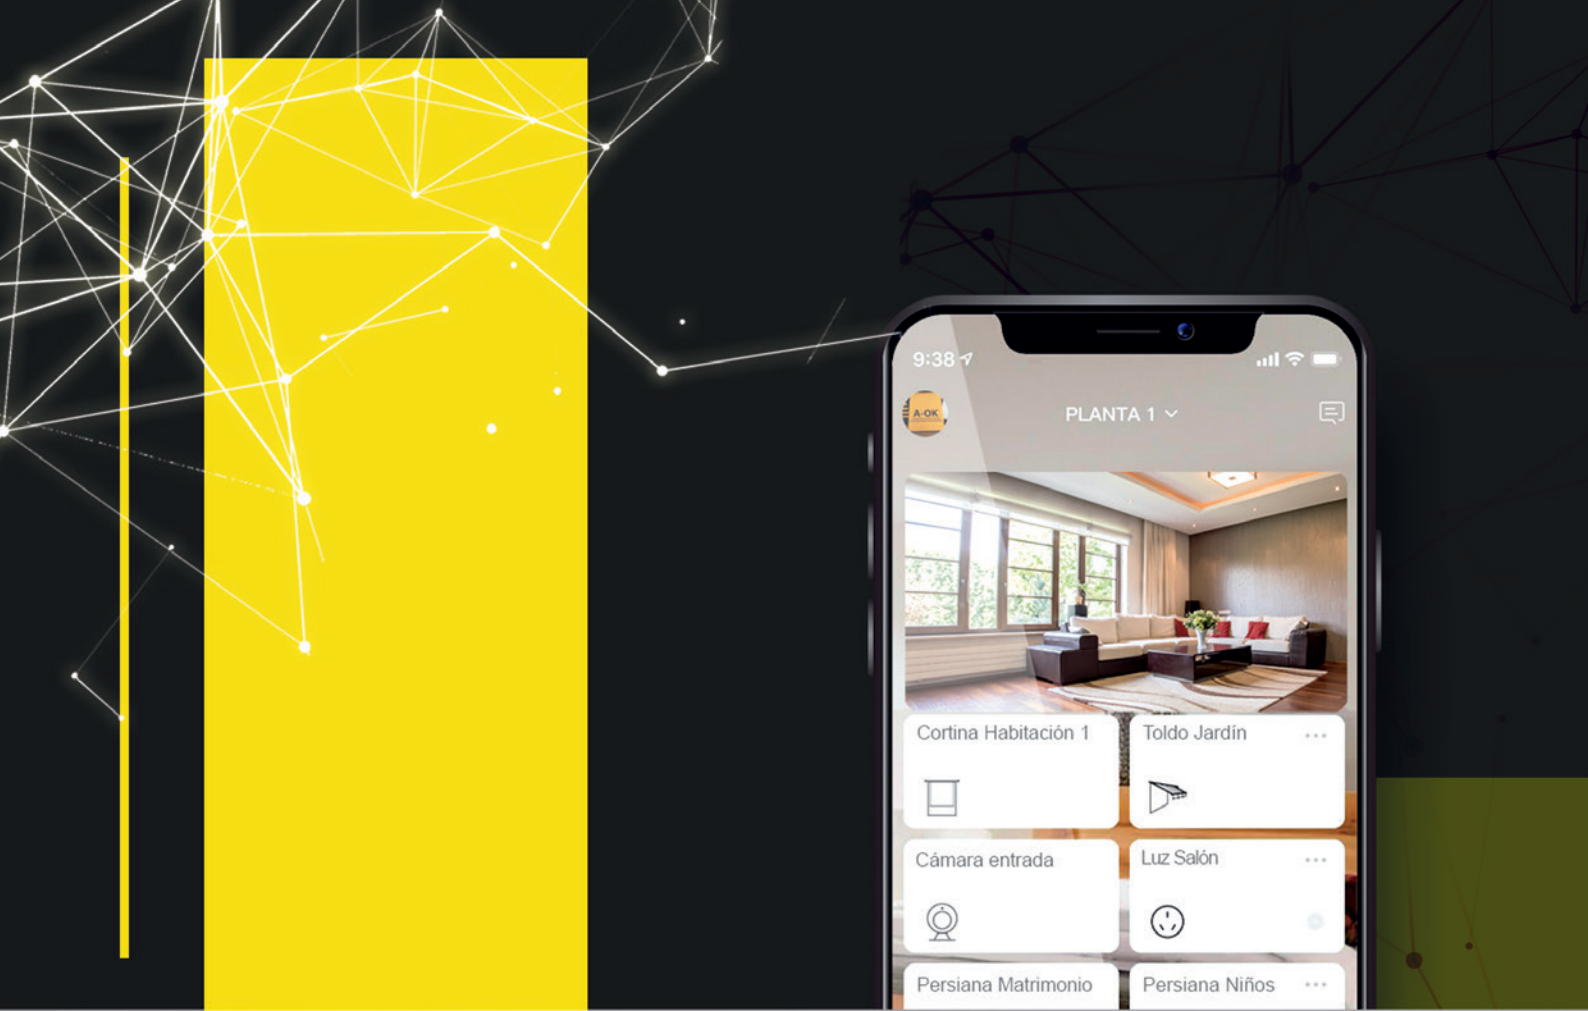 9:38
A-OK
PLANTA 1
Cortina Habitación 1
Toldo Jardín
Cámara entrada
Luz Salón
Persiana Matrimonio
Persiana Niños